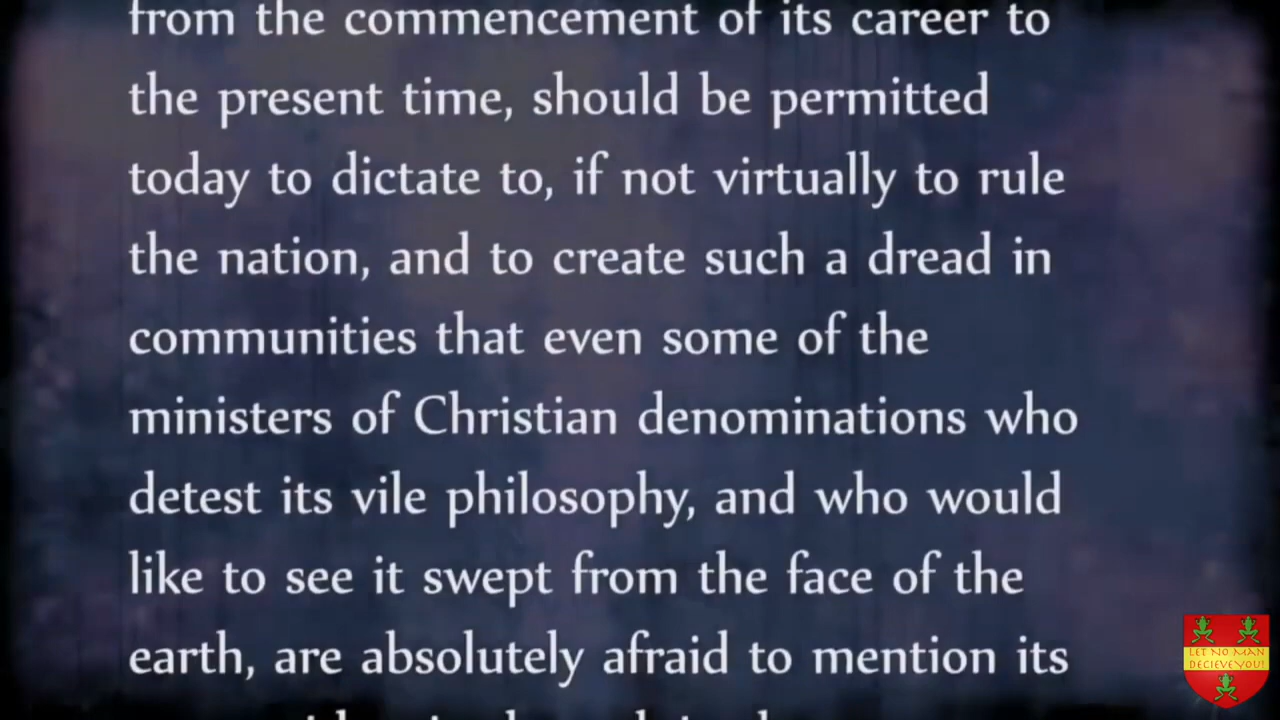 from the commencement of its career to
the present time, should be permitted
today to dictate to, if not virtually to rule
the nation, and to create such a dread in
communities that even some of the
ministers of Christian denominations who
detest its vile philosophy, and who would
like to see it swept from the face of the
earth, are absolutely afraid to mention its
LET NO MAN
DECIEVE YOU!